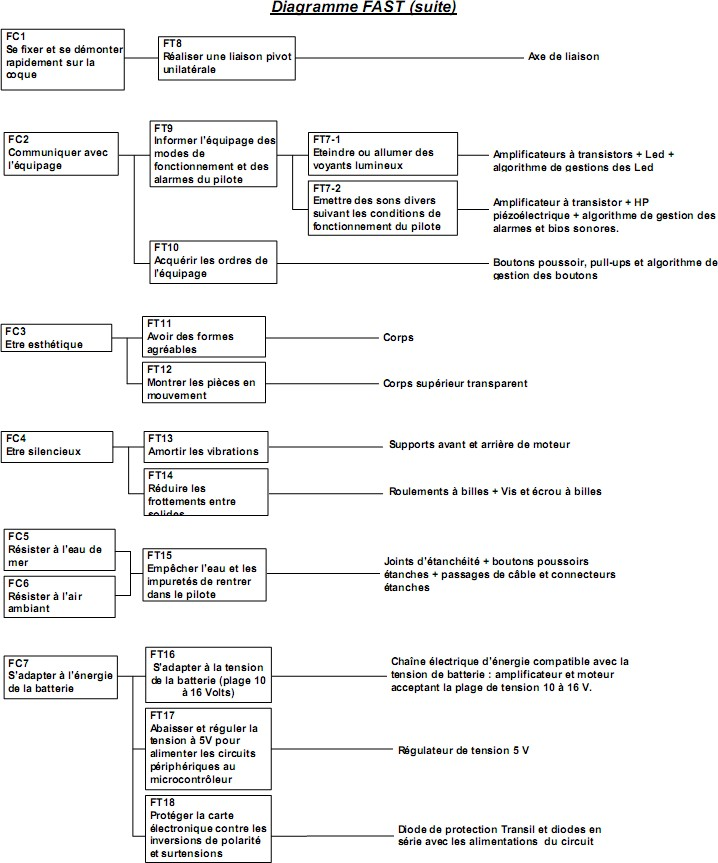 Diagramme FAST (suite)
FC1
Se fixer et se démonter
rapidement sur la
coque
FT8
Réaliser une liaison pivot
unilatérale
Axe de liaison
FC2
Communiquer avec
l'équipage
FT9
Informer l'équipage des
modes de
fonctionnement et des
alarmes du pilote
FT7-1
Eteindre ou allumer des
voyants lumineux
Amplificateurs à transistors + Led +
algorithme de gestions des Led
FT7-2
Emettre des sons divers
suivant les conditions de
fonctionnement du pilote
Amplificateur à transistor + HP
piézoélectrique + algorithme de gestion des
alarmes et bios sonores.
FT10
Acquérir les ordres de
l'équipage
Boutons poussoir, pull-ups et algorithme de
gestion des boutons
FC3
Etre esthétique
FT11
Avoir des formes
agréables
Corps
FT12
Montrer les pièces en
mouvement
Corps supérieur transparent
FC4
Etre silencieux
FT13
Amortir les vibrations
Supports avant et arrière de moteur
FT14
Réduire les
frottements entre
solides
Roulements à billes + Vis et écrou à billes
FC5
Résister à l'eau de
mer
FC6
Résister à l'air
ambiant
FT15
Empêcher l'eau et les
impuretés de rentrer
dans le pilote
Joints d'étanchéité + boutons poussoirs
étanches + passages de câble et connecteurs
étanches
FC7
S'adapter à l'énergie
de la batterie
FT16
S'adapter à la tension
de la batterie (plage 10
à 16 Volts)
Chaîne électrique d'énergie compatible avec la
tension de batterie : amplificateur et moteur
acceptant la plage de tension 10 à 16 V.
FT17
Abaisser et réguler la
tension à 5V pour
alimenter les circuits
périphériques au
microcontrôleur
Régulateur de tension 5 V
FT18
Protéger la carte
électronique contre les
inversions de polarité
et surtensions
Diode de protection Transil et diodes en
série avec les alimentations du circuit